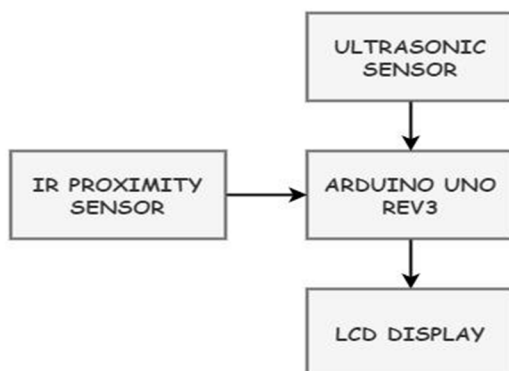 ULTRASONIC
SENSOR
IR PROXIMITY
SENSOR
ARDUINO UNO
REV3
LCD DISPLAY